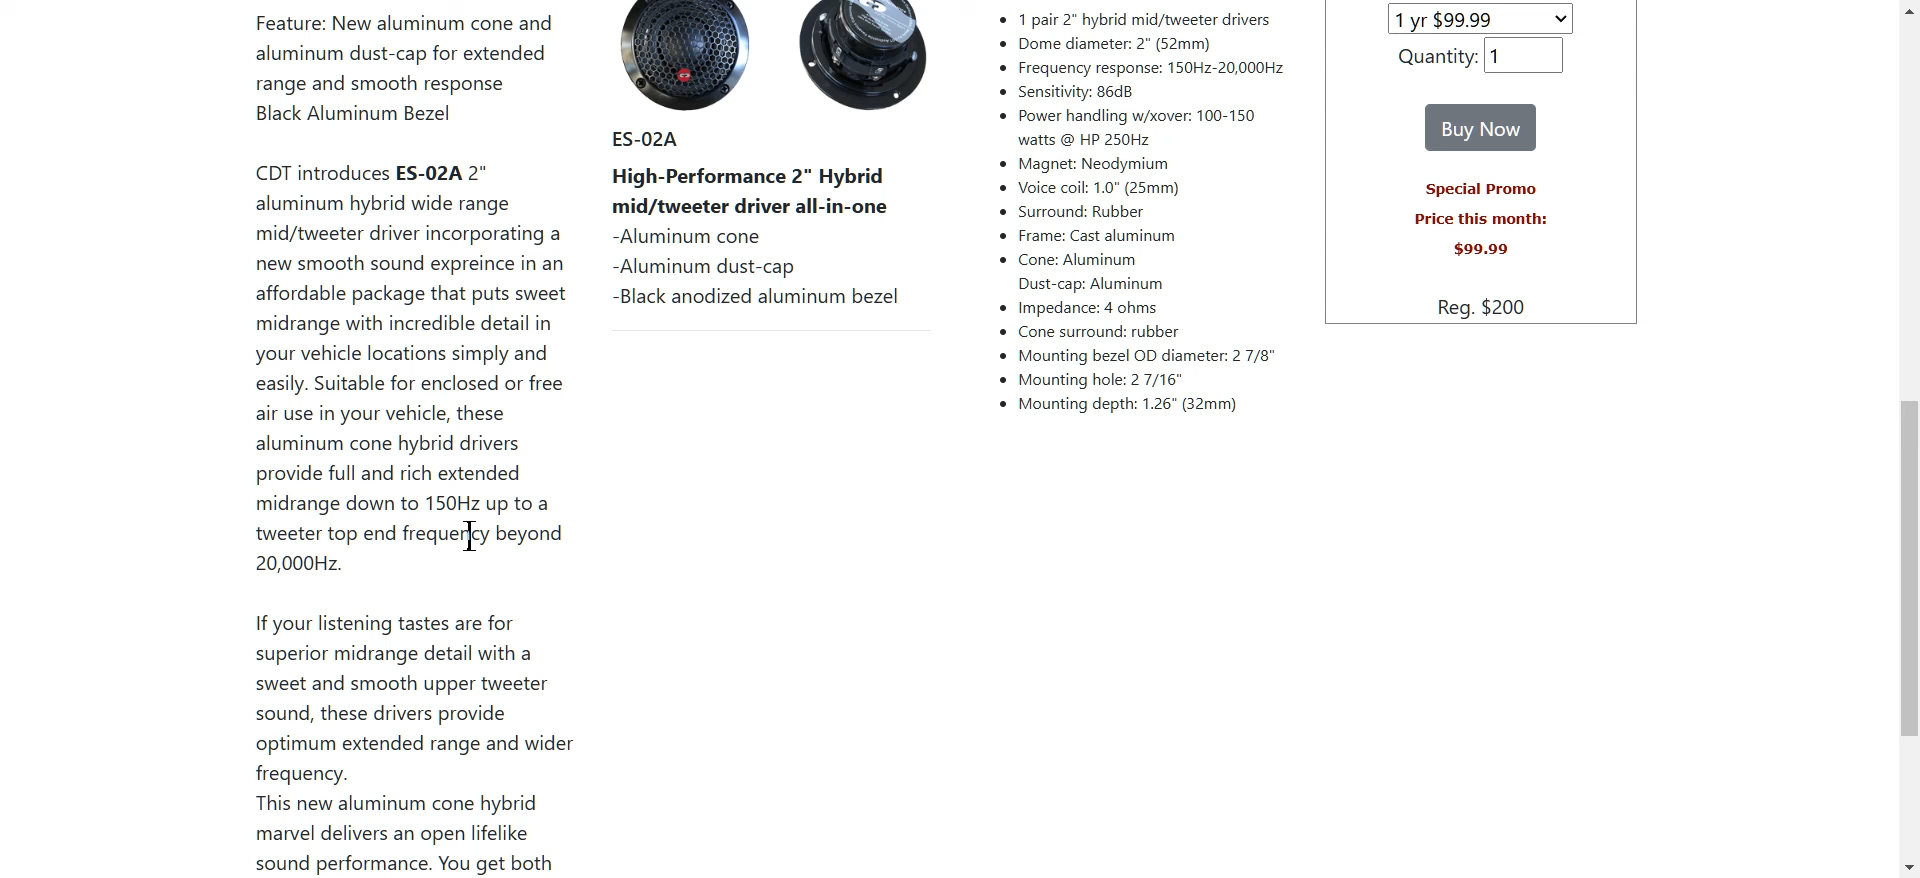 Feature: New aluminum cone and
aluminum dust-cap for extended
range and smooth response
Black Aluminum Bezel
CDT introduces ES-02A 2"
aluminum hybrid wide range
mid/tweeter driver incorporating a
new smooth sound expreince in an
affordable package that puts sweet
midrange with incredible detail in
your vehicle locations simply and
easily. Suitable for enclosed or free
air use in your vehicle, these
aluminum cone hybrid drivers
provide full and rich extended
midrange down to 150Hz up to a
tweeter top end frequency beyond
20,000Hz.
If your listening tastes are for
superior midrange detail with a
sweet and smooth upper tweeter
sound, these drivers provide
optimum extended range and wider
frequency.
This new aluminum cone hybrid
marvel delivers an open lifelike
sound performance. You get both
ES-02A
High-Performance 2" Hybrid
mid/tweeter driver all-in-one
-Aluminum cone
-Aluminum dust-cap
-Black anodized aluminum bezel
1 pair 2" hybrid mid/tweeter drivers
Dome diameter: 2" (52mm)
Frequency response: 150Hz-20,000Hz
Sensitivity: 86dB
Power handling w/xover: 100-150
watts @ HP 250Hz
Magnet: Neodymium
Voice coil: 1.0" (25mm)
Surround: Rubber
Frame: Cast aluminum
Cone: Aluminum
Dust-cap: Aluminum
Impedance: 4 ohms
Cone surround: rubber
Mounting bezel OD diameter: 2 7/8"
Mounting hole: 2 7/16"
Mounting depth: 1.26" (32mm)
1 yr $99.99
Quantity: 1
Buy Now
Special Promo
Price this month:
$99.99
Reg. $200